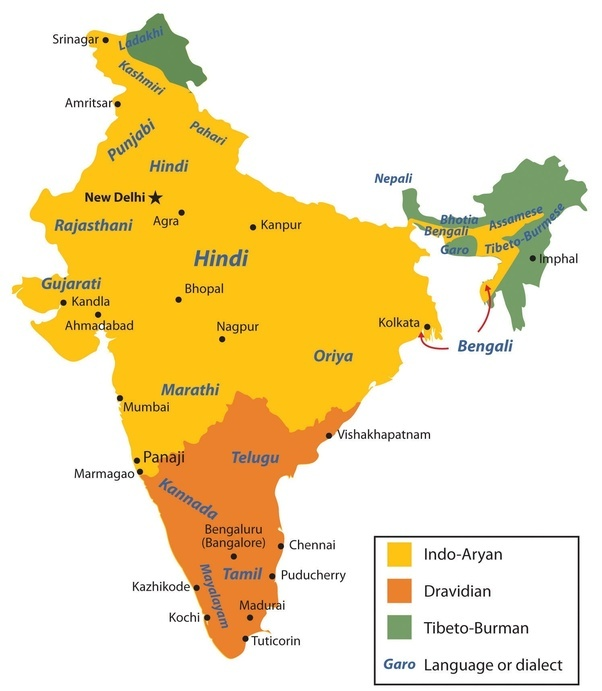 Ladakhi
Srinagar
Kashmiri
Amritsar
Punjabi
Pahari
Hindi
Nepali
New Delhi
Rajasthani
Agra
Kanpur
Bhotia
Assamese
Bengali
Tibeto-Burmese
Garo
Imphal
Hindi
Gujarati
Kandla
Bhopal
Ahmadabad
Nagpur
Kolkata
Bengali
Oriya
Marathi
Mumbai
Vishakhapatnam
Panaji
Marmagao
Telugu
Kannada
Bengaluru
(Bangalore)
Chennai
Tamil
Puducherry
Mayalayam
Kazhikode
Madurai
Kochi
Tuticorin
Indo-Aryan
Dravidian
Tibeto-Burman
Garo Language or dialect